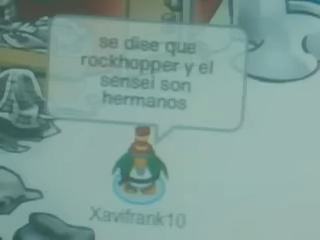 se dise que
rockhopper y el
sensei son
hermanos
Xavifrank10